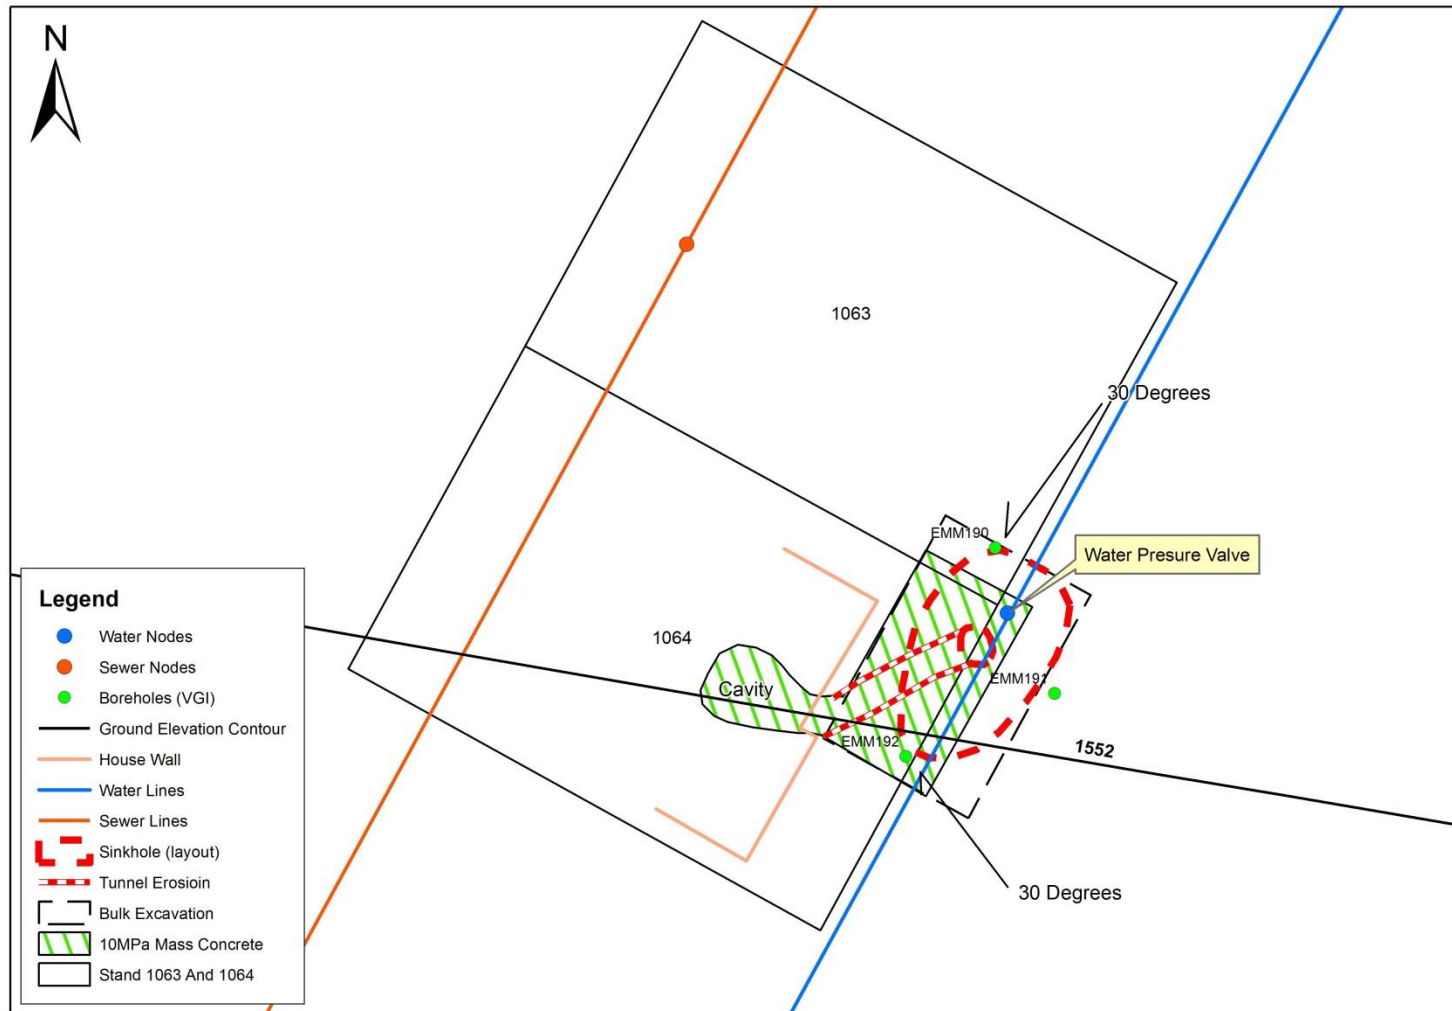 N
1063
30 Degrees
EMM190
Water Presure Valve
1064
EMM191
Cavity
EMM192
1552
30 Degrees
Legend
Water Nodes
Sewer Nodes
Boreholes (VGI)
Ground Elevation Contour
House Wall
Water Lines
Sewer Lines
Sinkhole (layout)
Tunnel Erosioin
Bulk Excavation
10MPa Mass Concrete
Stand 1063 And 1064